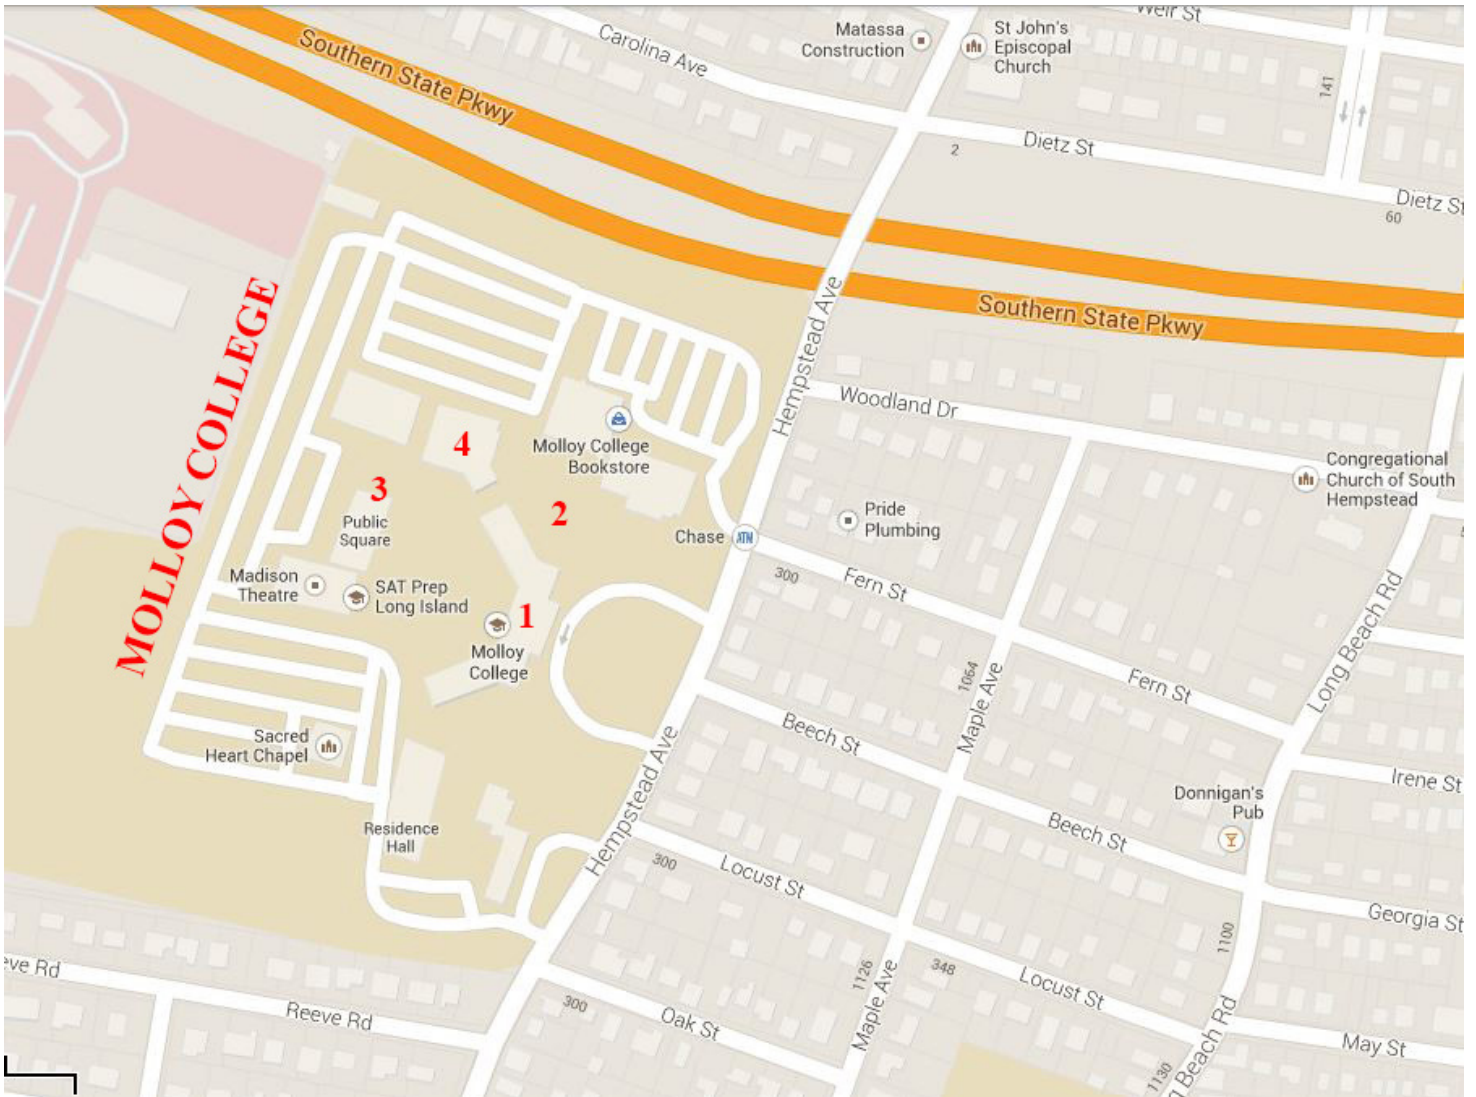 Weir St
Matassa
Construction
St John's
Episcopal
Church
Carolina Ave
Southern State Pkwy
141
2
Dietz St
Dietz St
60
Hempstead Ave
Southern State Pkwy
MOLLOY COLLEGE
Woodland Dr
4
Molloy College
Bookstore
Congregational
Church of South
Hempstead
3
2
Public
Square
Chase
ATM
Pride
Plumbing
300
Fern St
Madison
Theatre
SAT Prep
Long Island
1
Molloy
College
Long Beach Rd
1064
Maple Ave
Fern St
Beech St
Sacred
Heart Chapel
Irene St
Donnigan's
Pub
Hempstead Ave
Residence
Hall
Beech St
300
Locust St
Georgia St
1100
eve Rd
1126
Maple Ave
348
Locust St
300
Oak St
Reeve Rd
May St
1130
g Beach Rd